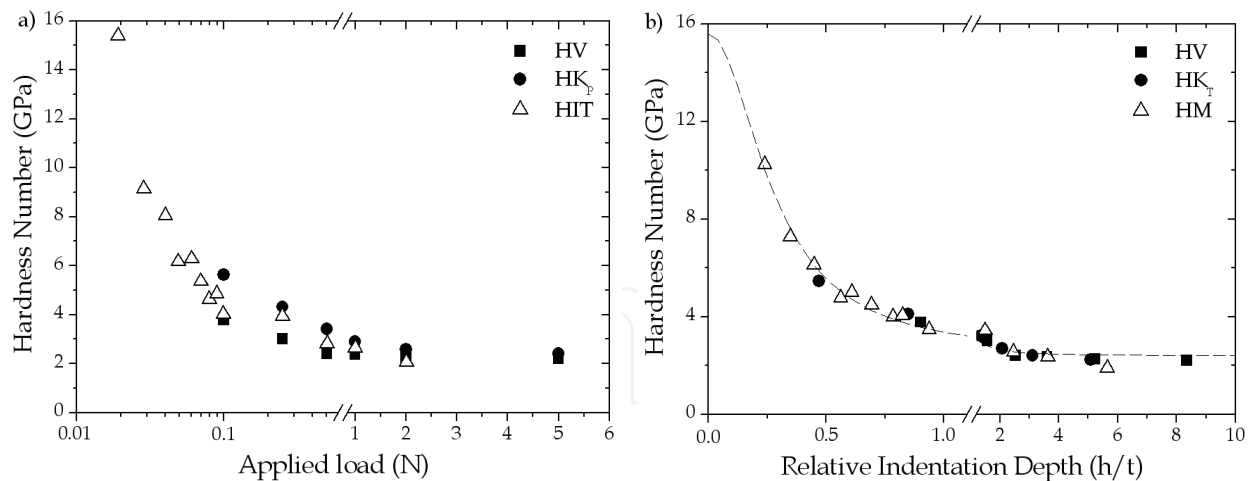 a)
HV
HK_P
HIT
Hardness Number (GPa)
16
14
12
10
8
6
4
2
0
0.01
0.1
1
2
3
4
5
6
Applied load (N)
b)
HV
HK_T
HM
Hardness Number (GPa)
16
12
8
4
0
0.0
0.5
1.0
2
4
6
8
10
Relative Indentation Depth (h/t)